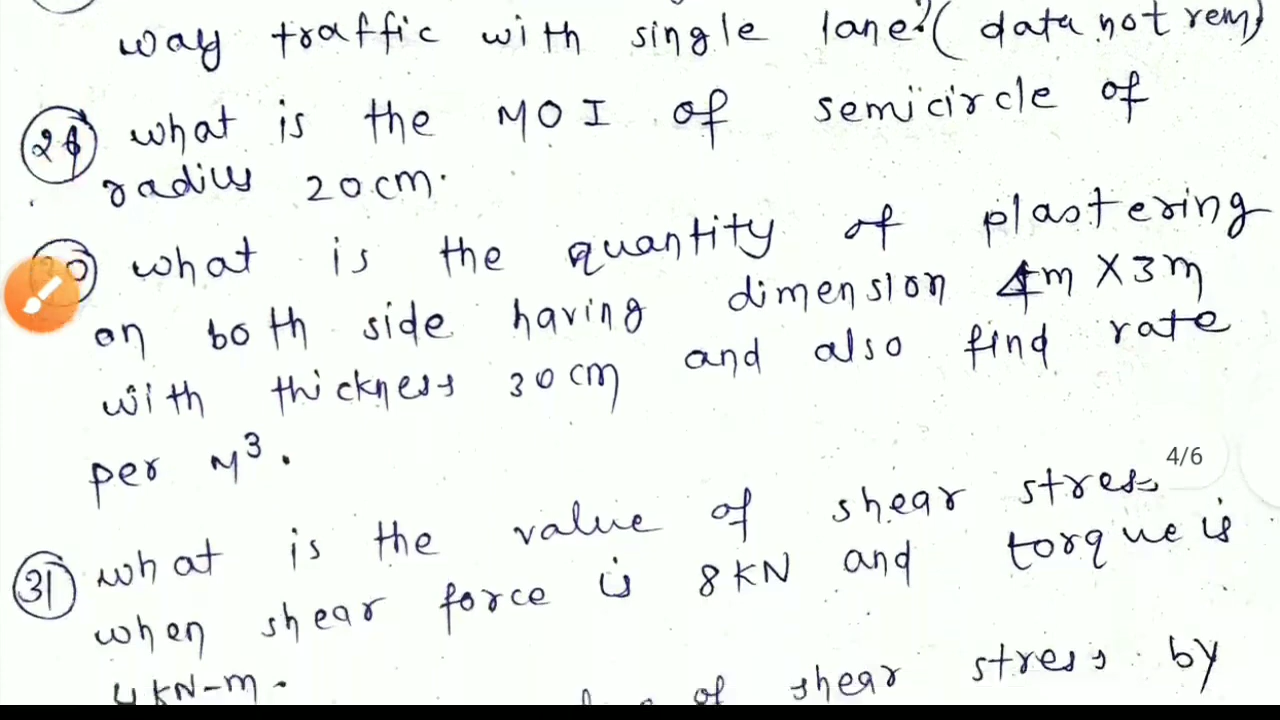 way traffic with single lane?( data not rem)
what is the MOI of semicircle of
radius 20cm.
what is the quantity of plastering
on both side having dimension 4m X 3m
with thickness 30cm and also find rate
per M³.
4/6
31 what is the value of shear stress
when shear force is 8KN and torque is
4KN-m.
of shear stress by